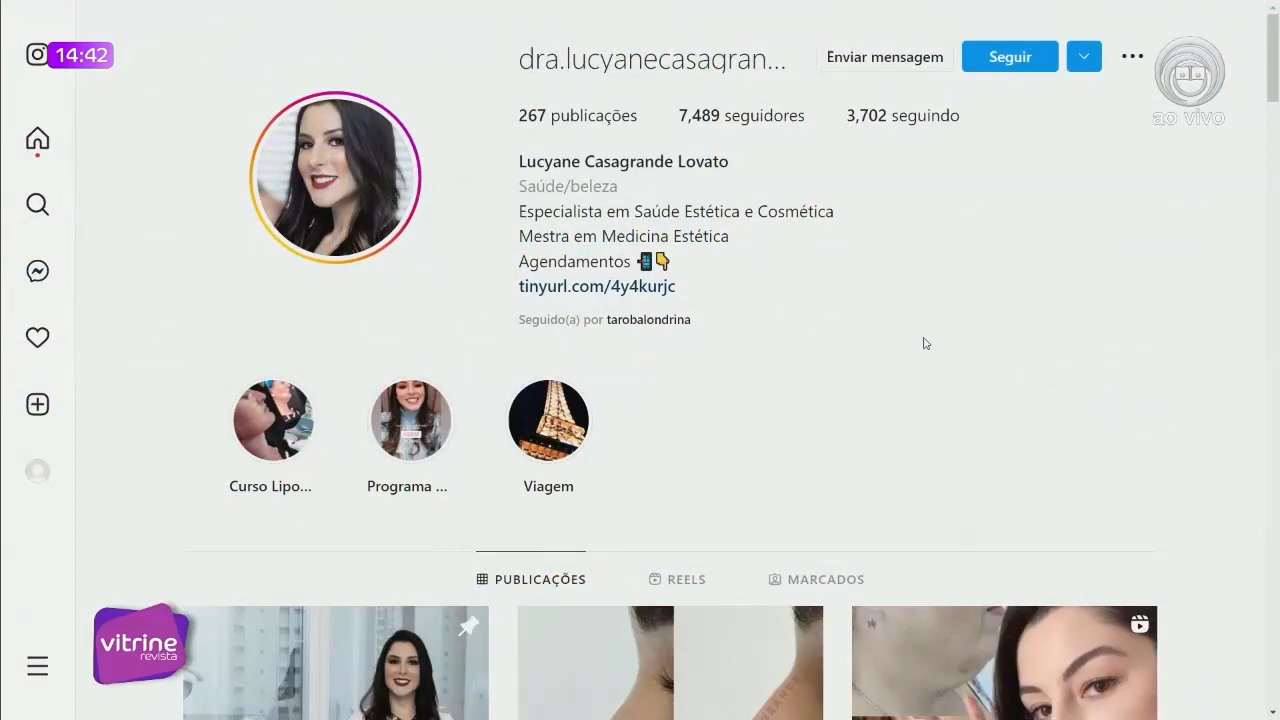 14:42
dra.lucyanecasagran...
Enviar mensagem
Seguir
ao vivo
267 publicações
7,489 seguidores
3,702 seguindo
Lucyane Casagrande Lovato
Saúde/beleza
Especialista em Saúde Estética e Cosmética
Mestra em Medicina Estética
Agendamentos 📲👇
tinyurl.com/4y4kurjc
Seguido(a) por tarobalondrina
Curso Lipo...
Programa ...
Viagem
PUBLICAÇÕES
REELS
MARCADOS
vitrine
revista